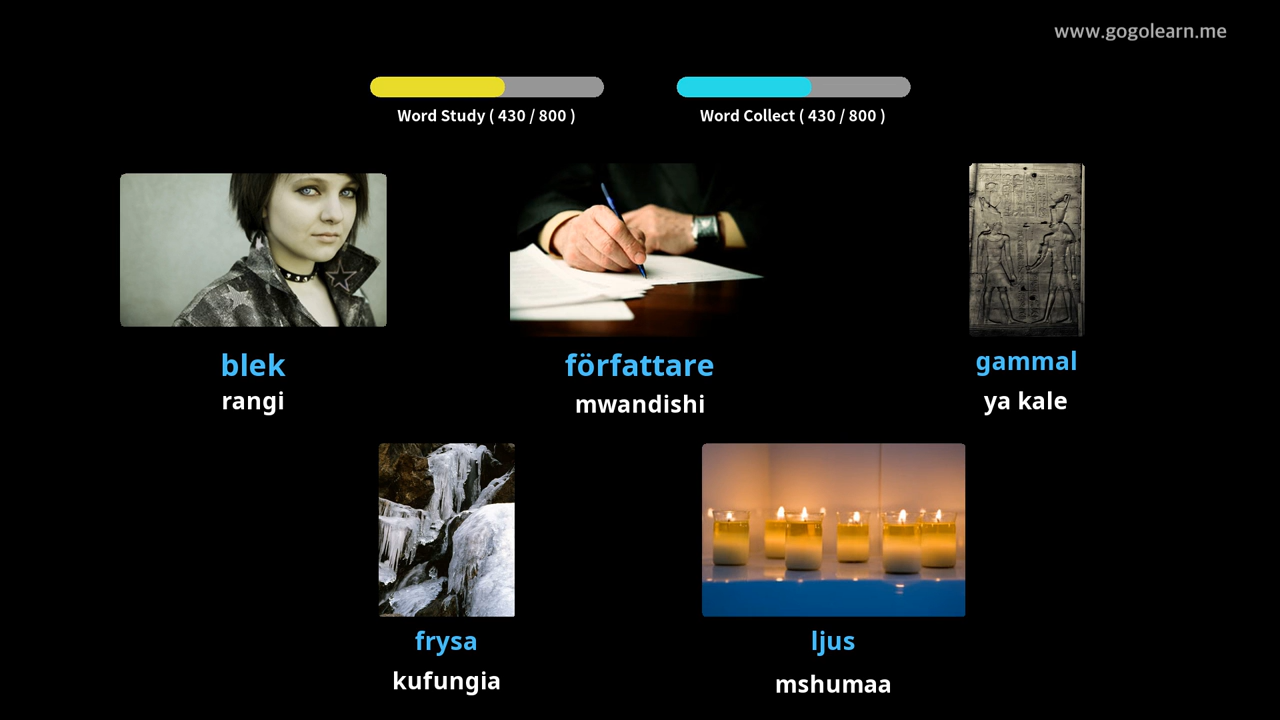 www.gogolearn.me
Word Study ( 430 / 800 )
Word Collect ( 430 / 800 )
blek
rangi
författare
mwandishi
gammal
ya kale
frysa
kufungia
ljus
mshumaa